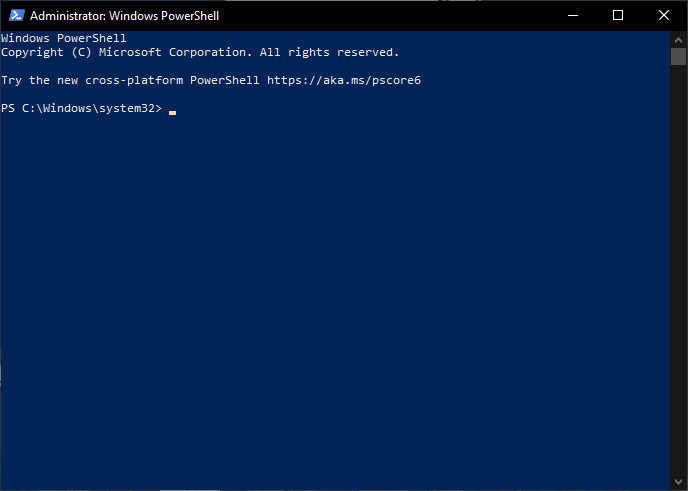 Administrator: Windows PowerShell
Windows PowerShell
Copyright (C) Microsoft Corporation. All rights reserved.
Try the new cross-platform PowerShell https://aka.ms/pscore6
PS C:\Windows\system32>